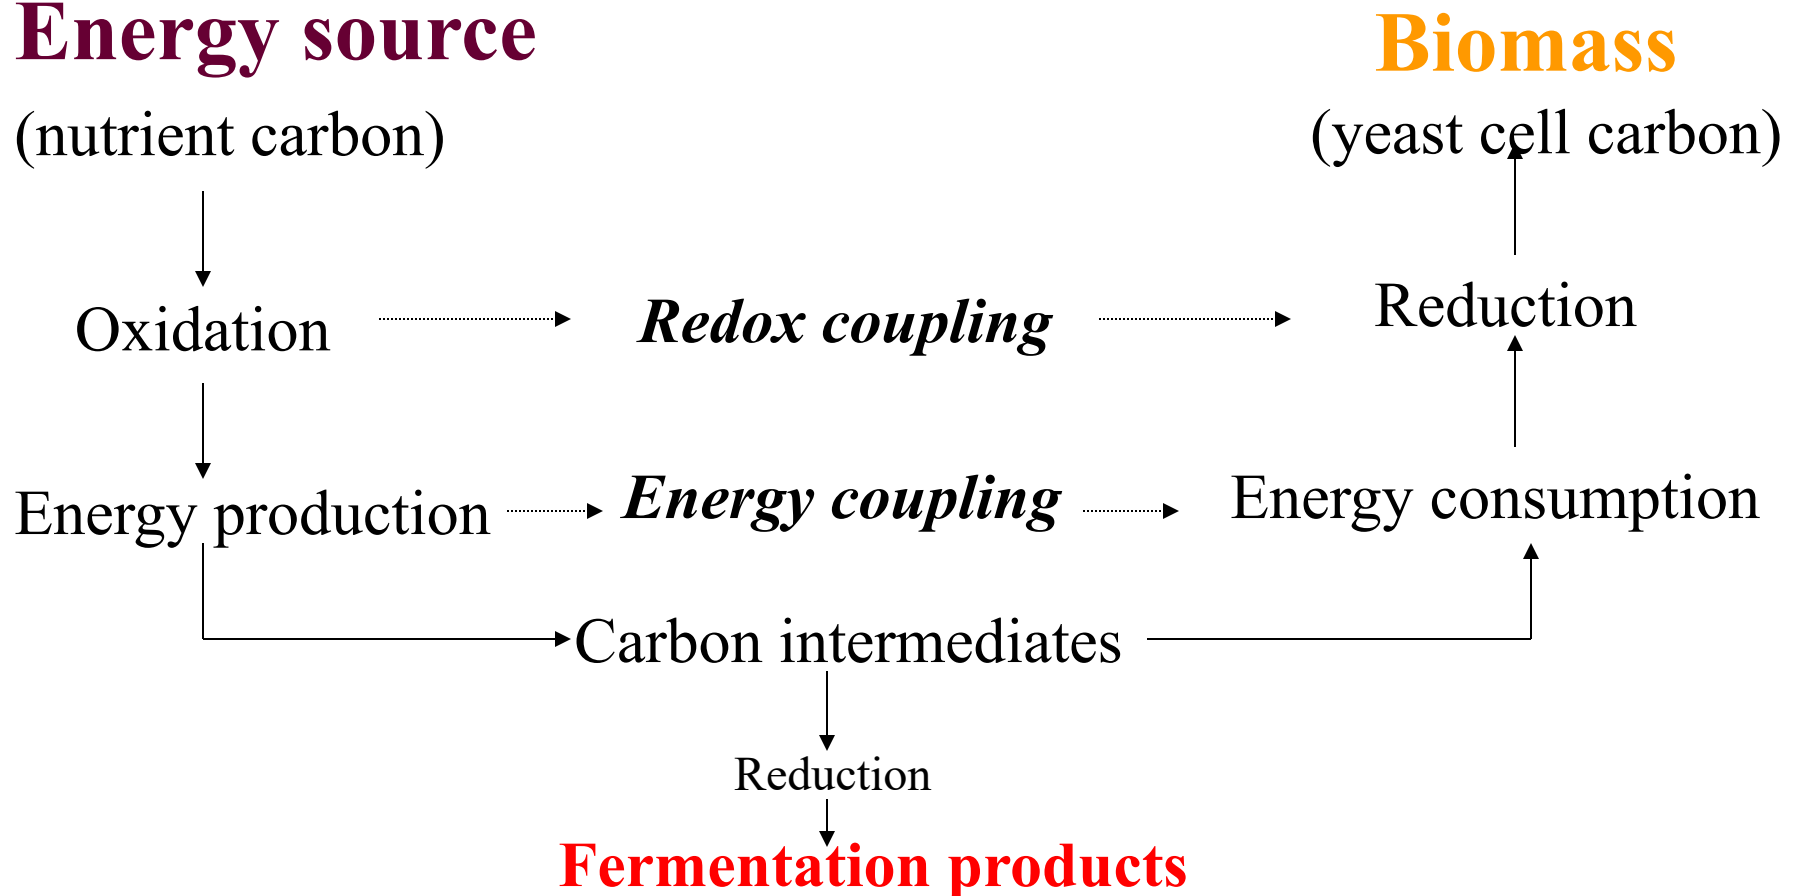 Energy source
Biomass
(nutrient carbon)
(yeast cell carbon)
Oxidation
Redox coupling
Reduction
Energy production
Energy coupling
Energy consumption
Carbon intermediates
Reduction
Fermentation products